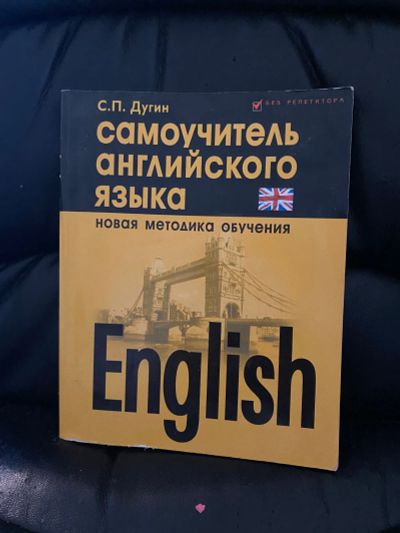 С.П. Дугин
БЕЗ РЕПЕТИТОРА
самоучитель
английского
языка
новая методика обучения
English